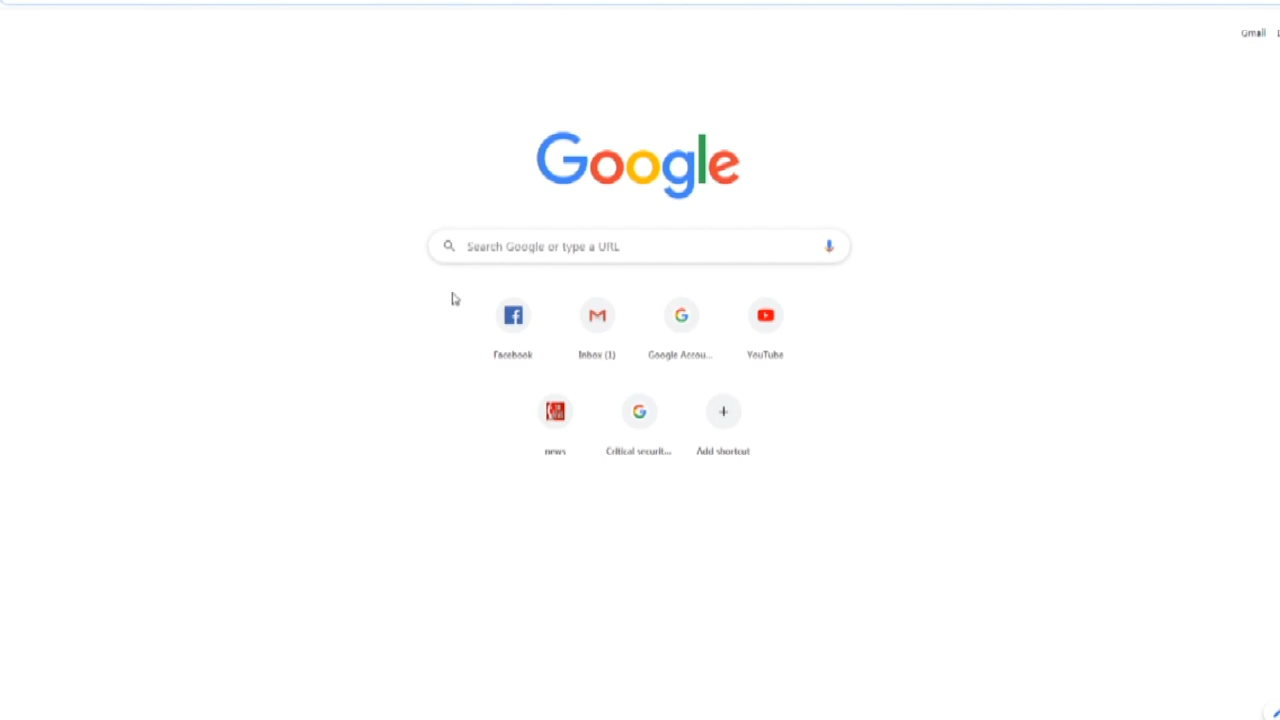 Gmail
Google
Search Google or type a URL
Facebook
Inbox (1)
Google Accou...
YouTube
news
Critical securit...
Add shortcut